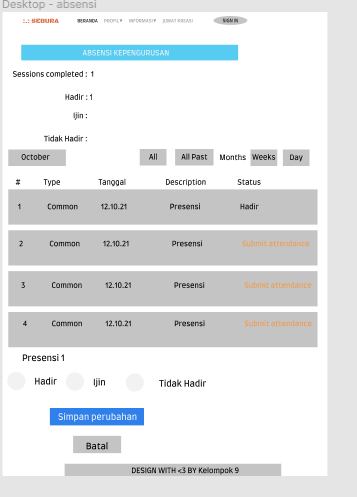 Desktop - absensi
SEBURA BERANDA PROFIL▼ INFORMASI▼ JUMAT KREASI SIGN IN
ABSENSI KEPENGURUSAN
Sessions completed : 1
Hadir : 1
Ijin :
Tidak Hadir :
October All All Past Months Weeks Day
# Type Tanggal Description Status
1 Common 12.10.21 Presensi Hadir
2 Common 12.10.21 Presensi Submit attendance
3 Common 12.10.21 Presensi Submit attendance
4 Common 12.10.21 Presensi Submit attendance
Presensi 1
Hadir Ijin Tidak Hadir
Simpan perubahan
Batal
DESIGN WITH <3 BY Kelompok 9